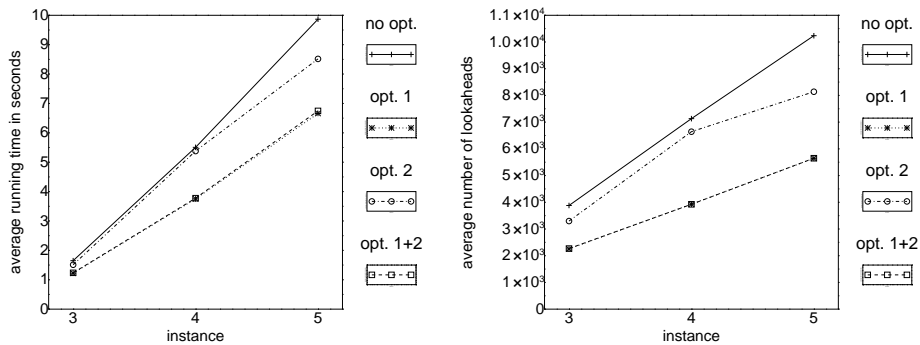 10
9
8
7
6
5
4
3
2
1
0
average running time in seconds
3 4 5
instance
no opt.
opt. 1
opt. 2
opt. 1+2
1.1×10⁴
1×10⁴
9×10³
8×10³
7×10³
6×10³
5×10³
4×10³
3×10³
2×10³
1×10³
0
average number of lookaheads
3 4 5
instance
no opt.
opt. 1
opt. 2
opt. 1+2